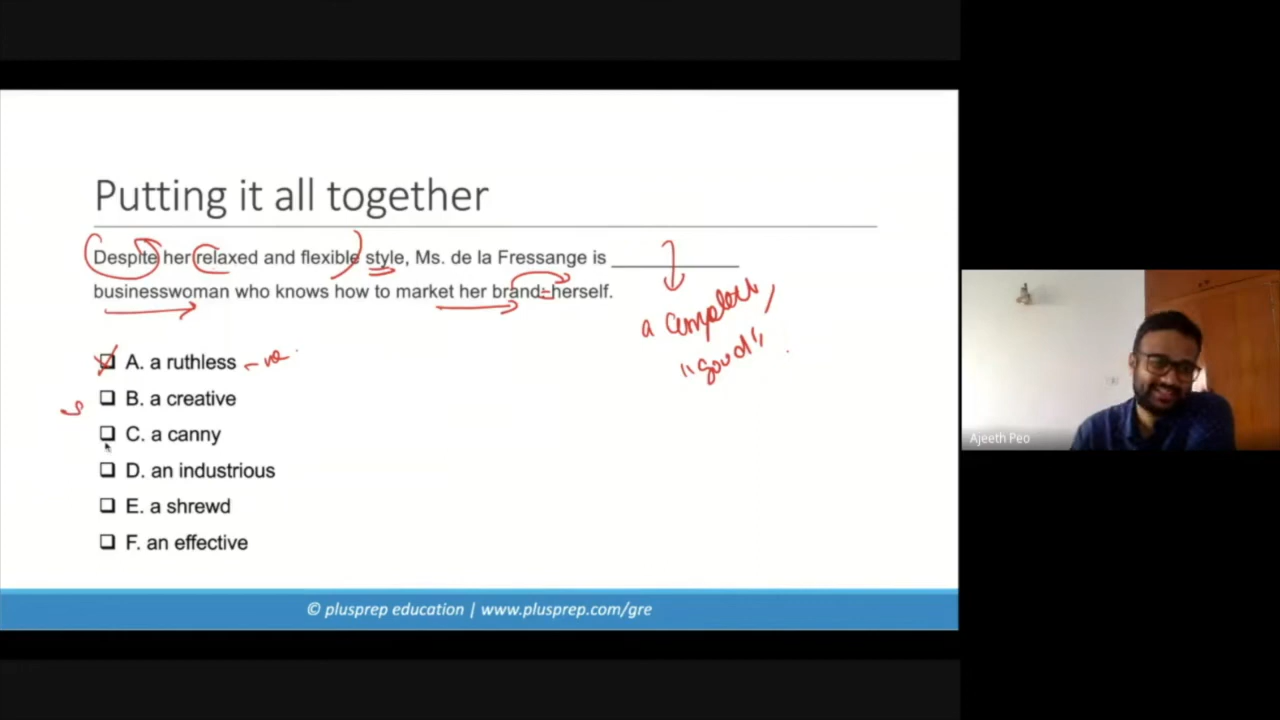 Putting it all together
Despite her relaxed and flexible style, Ms. de la Fressange is ____________
businesswoman who knows how to market her brand: herself.
a
"good"
A. a ruthless -ve
B. a creative
C. a canny
D. an industrious
E. a shrewd
F. an effective
© plusprep education | www.plusprep.com/gre
Ajeeth Peo